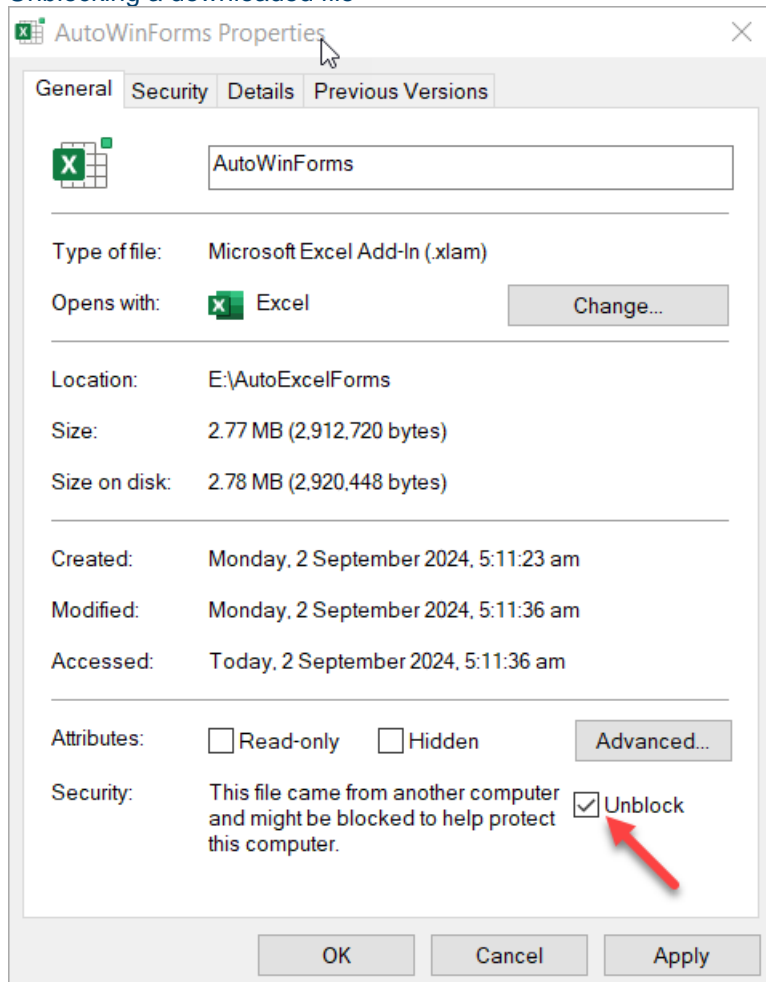 Unblocking a downloaded file
AutoWinForms Properties
General Security Details Previous Versions
AutoWinForms
Type of file: Microsoft Excel Add-In (.xlam)
Opens with: Excel Change...
Location: E:\AutoExcelForms
Size: 2.77 MB (2,912,720 bytes)
Size on disk: 2.78 MB (2,920,448 bytes)
Created: Monday, 2 September 2024, 5:11:23 am
Modified: Monday, 2 September 2024, 5:11:36 am
Accessed: Today, 2 September 2024, 5:11:36 am
Attributes: Read-only Hidden Advanced...
Security: This file came from another computer
and might be blocked to help protect
this computer.
Unblock
OK Cancel Apply